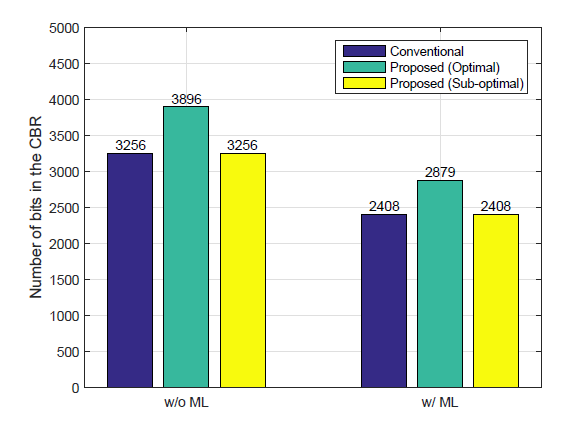 5000
4500
4000
3500
3000
2500
2000
1500
1000
500
0
Number of bits in the CBR
Conventional
Proposed (Optimal)
Proposed (Sub-optimal)
3256
3896
3256
2408
2879
2408
w/o ML
w/ ML